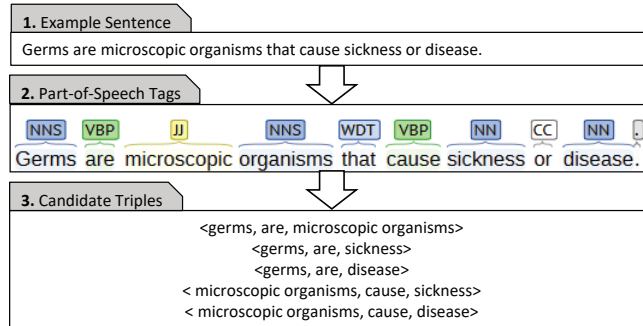 1. Example Sentence
Germs are microscopic organisms that cause sickness or disease.
2. Part-of-Speech Tags
NNS VBP JJ NNS WDT VBP NN CC NN .
Germs are microscopic organisms that cause sickness or disease.
3. Candidate Triples
<germs, are, microscopic organisms>
<germs, are, sickness>
<germs, are, disease>
< microscopic organisms, cause, sickness>
< microscopic organisms, cause, disease>